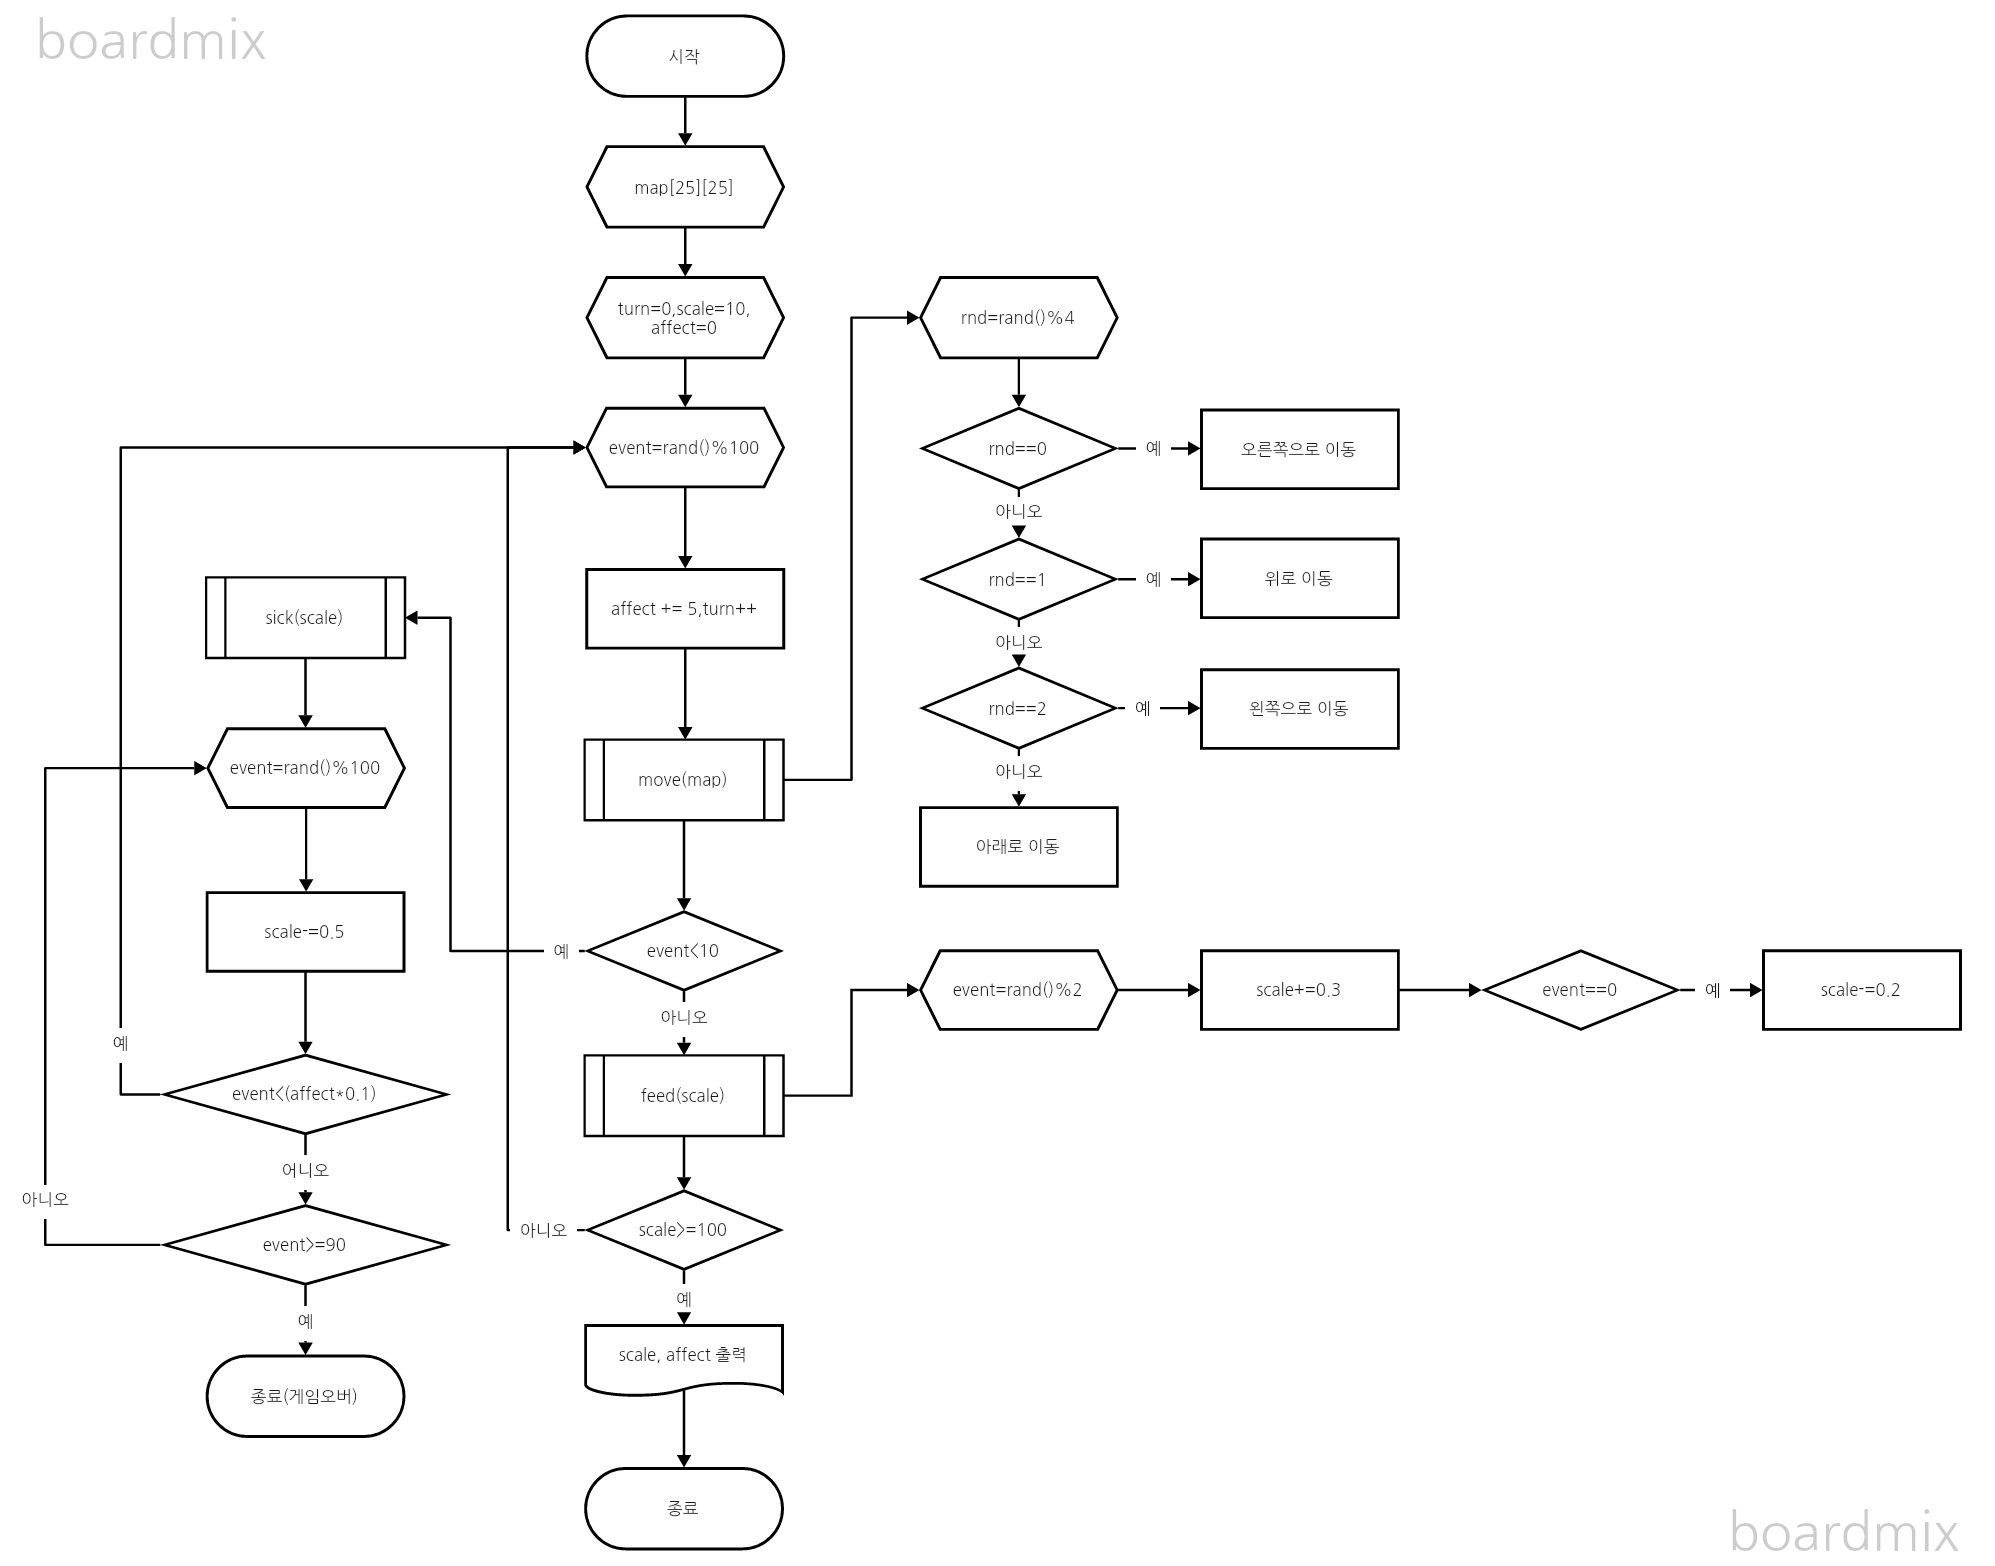 boardmix
시작
map[25][25]
turn=0,scale=10,
affect=0
event=rand()%100
affect += 5,turn++
move(map)
event<10
예
아니오
feed(scale)
scale>=100
아니오
예
scale, affect 출력
종료
sick(scale)
event=rand()%100
scale-=0.5
event<(affect*0.1)
예
어니오
event>=90
아니오
예
종료(게임오버)
rnd=rand()%4
rnd==0
예
오른쪽으로 이동
아니오
rnd==1
예
위로 이동
아니오
rnd==2
예
왼쪽으로 이동
아니오
아래로 이동
event=rand()%2
scale+=0.3
event==0
예
scale-=0.2
boardmix